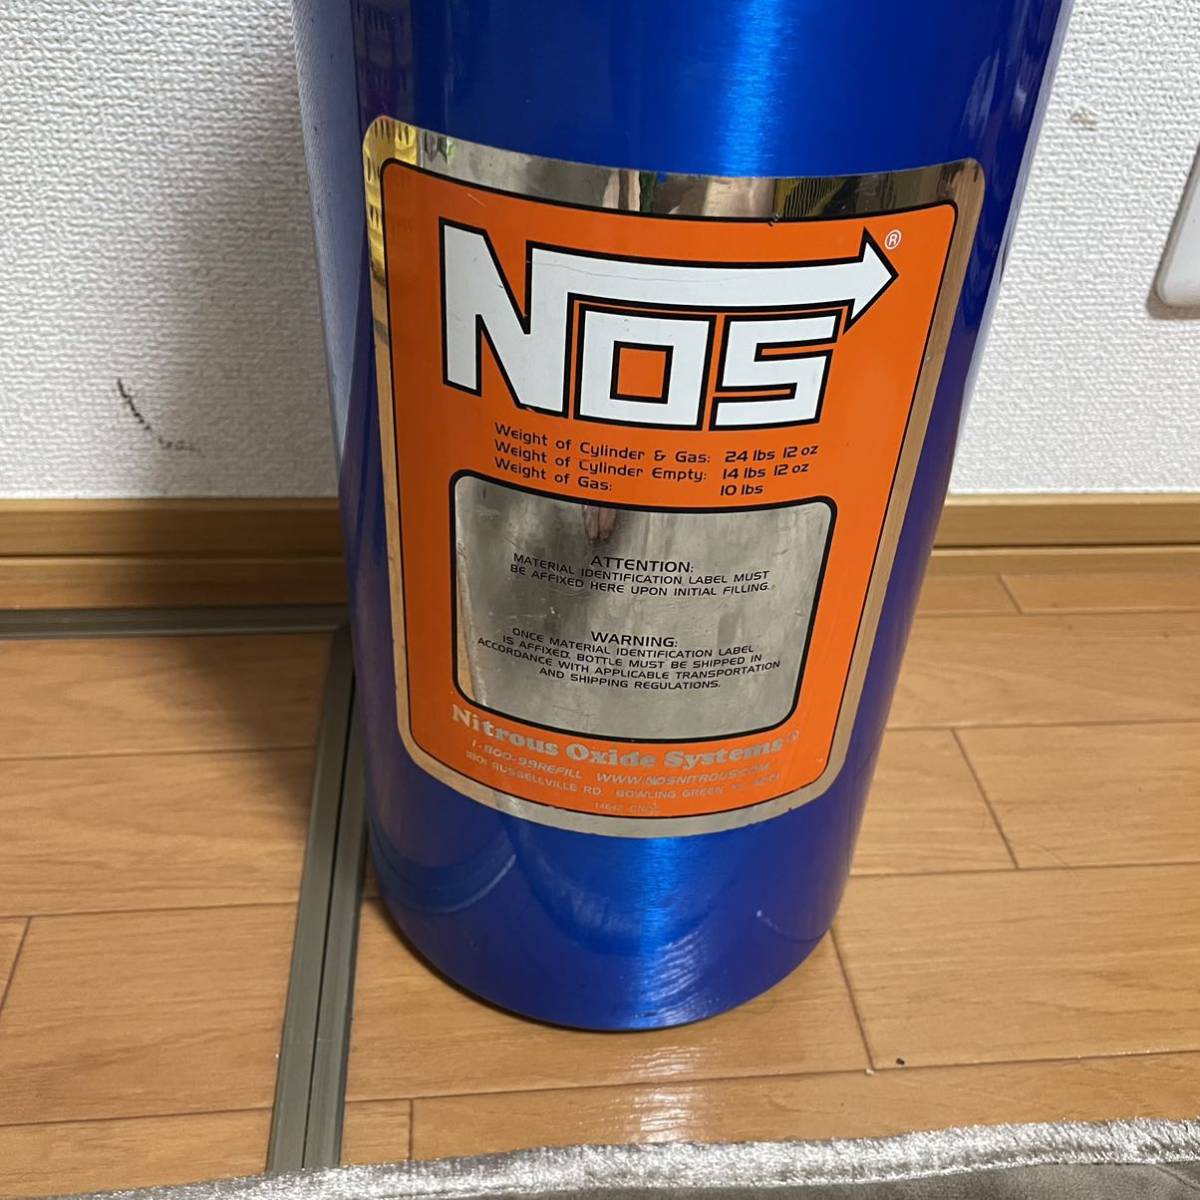 NOS®
Weight of Cylinder & Gas: 24 lbs 12 oz
Weight of Cylinder Empty: 14 lbs 12 oz
Weight of Gas: 10 lbs
ATTENTION:
MATERIAL IDENTIFICATION LABEL MUST
BE AFFIXED HERE UPON INITIAL FILLING.
WARNING:
ONCE MATERIAL IDENTIFICATION LABEL
IS AFFIXED. BOTTLE MUST BE SHIPPED IN
ACCORDANCE WITH APPLICABLE TRANSPORTATION
AND SHIPPING REGULATIONS.
Nitrous Oxide Systems
1-800-99REFILL WWW.NOSNITROUS.COM
1801 RUSSELLVILLE RD. BOWLING GREEN